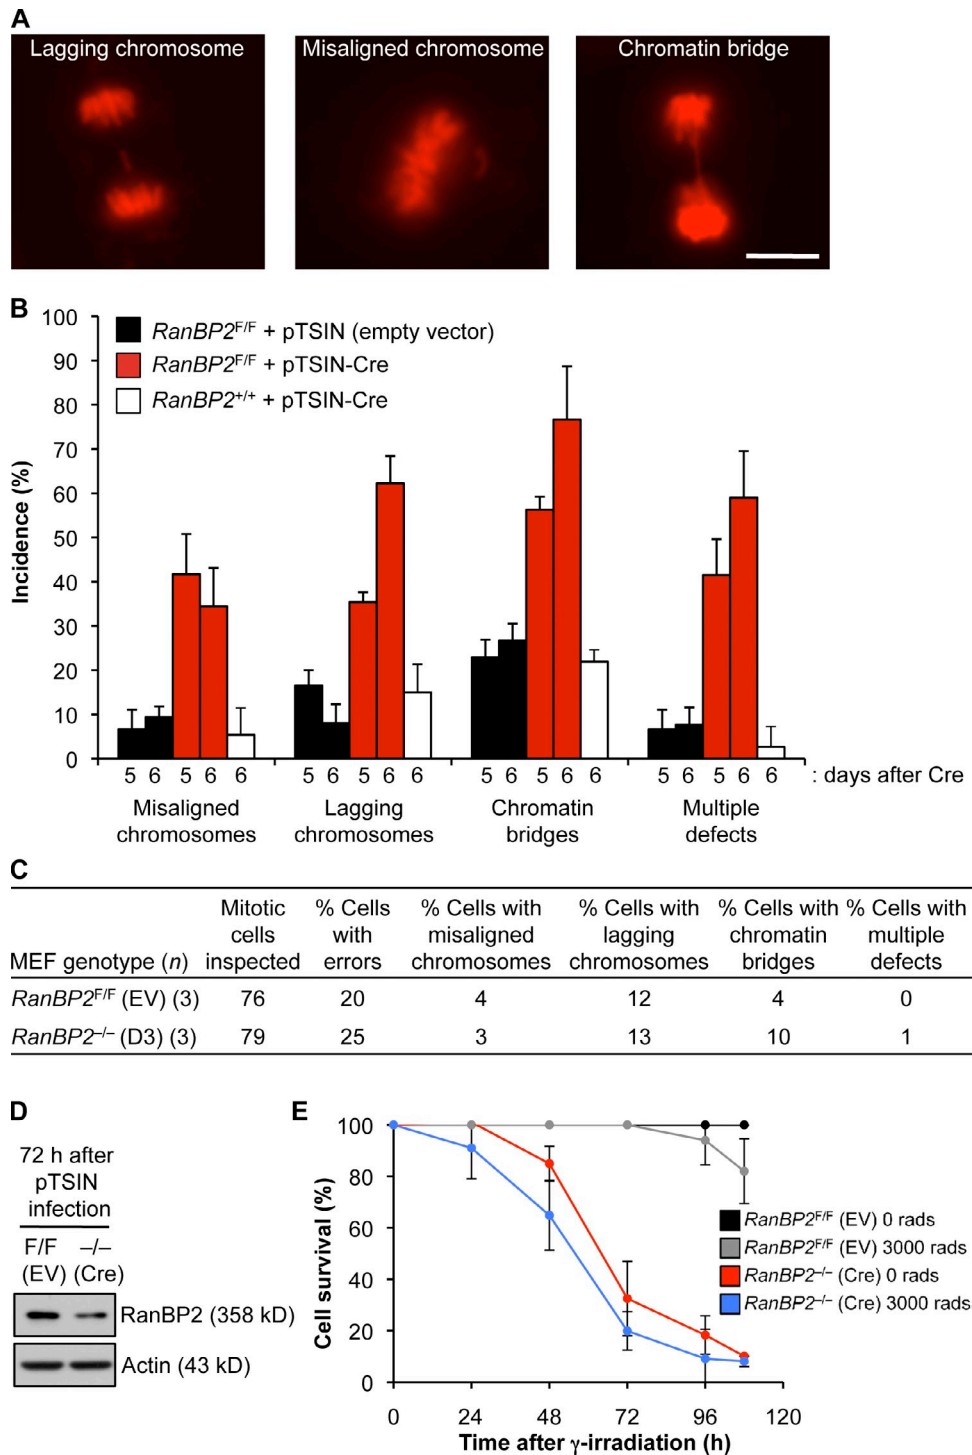 A
Lagging chromosome
Misaligned chromosome
Chromatin bridge
B
100
90
80
70
60
50
40
30
20
10
0
Incidence (%)
RanBP2F/F + pTSIN (empty vector)
RanBP2F/F + pTSIN-Cre
RanBP2+/+ + pTSIN-Cre
5 6 5 6 6 5 6 5 6 6 5 6 5 6 6 5 6 5 6 6 : days after Cre
Misaligned chromosomes
Lagging chromosomes
Chromatin bridges
Multiple defects
C
MEF genotype (n) Mitotic cells inspected % Cells with errors % Cells with misaligned chromosomes % Cells with lagging chromosomes % Cells with chromatin bridges % Cells with multiple defects
RanBP2F/F (EV) (3) 76 20 4 12 4 0
RanBP2–/– (D3) (3) 79 25 3 13 10 1
D
72 h after
pTSIN
infection
F/F –/–
(EV) (Cre)
RanBP2 (358 kD)
Actin (43 kD)
E
100
80
60
40
20
0
Cell survival (%)
RanBP2F/F (EV) 0 rads
RanBP2F/F (EV) 3000 rads
RanBP2–/– (Cre) 0 rads
RanBP2–/– (Cre) 3000 rads
0 24 48 72 96 120
Time after γ-irradiation (h)